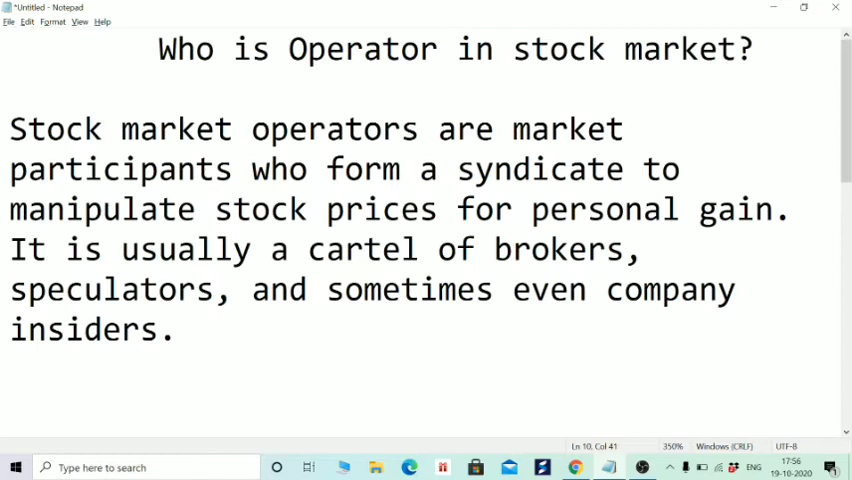 *Untitled - Notepad
File Edit Format View Help
Who is Operator in stock market?
Stock market operators are market
participants who form a syndicate to
manipulate stock prices for personal gain.
It is usually a cartel of brokers,
speculators, and sometimes even company
insiders.
Ln 10, Col 41 350% Windows (CRLF) UTF-8
Type here to search
ENG
17:56
19-10-2020